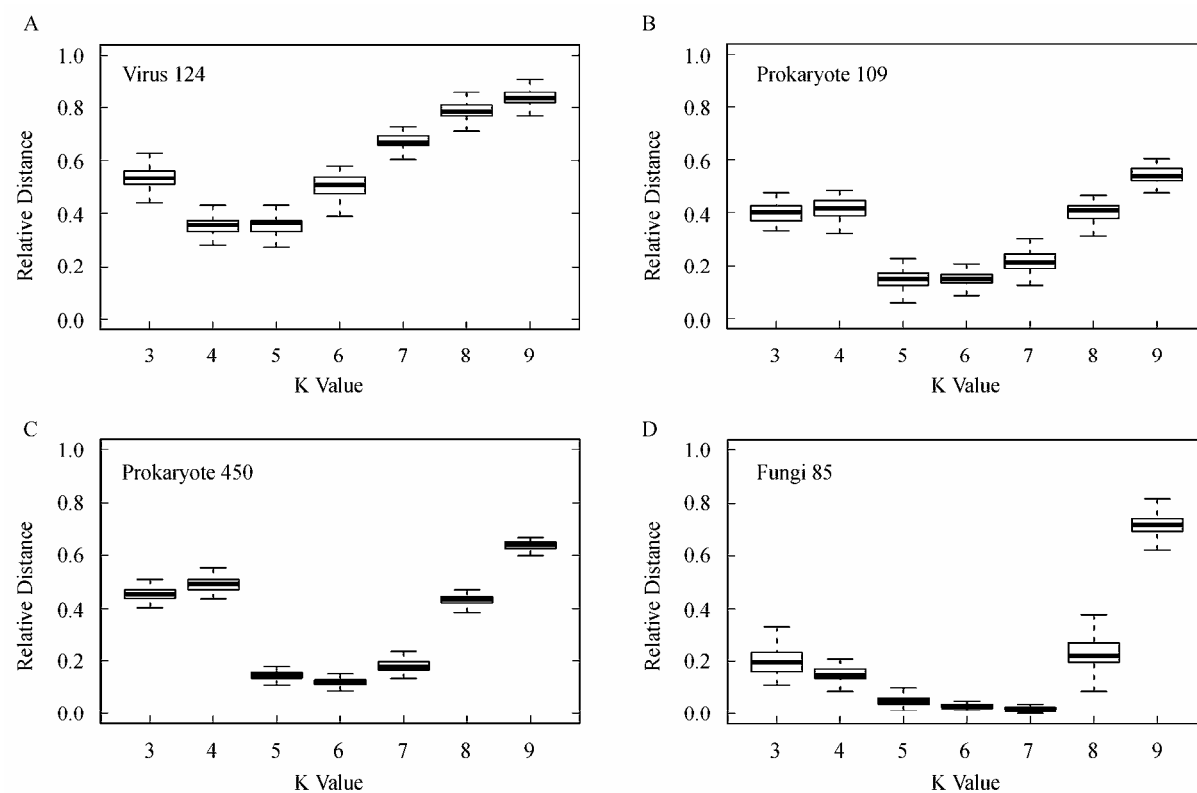 A
Virus 124
Relative Distance
1.0
0.8
0.6
0.4
0.2
0.0
3 4 5 6 7 8 9
K Value
B
Prokaryote 109
Relative Distance
1.0
0.8
0.6
0.4
0.2
0.0
3 4 5 6 7 8 9
K Value
C
Prokaryote 450
Relative Distance
1.0
0.8
0.6
0.4
0.2
0.0
3 4 5 6 7 8 9
K Value
D
Fungi 85
Relative Distance
1.0
0.8
0.6
0.4
0.2
0.0
3 4 5 6 7 8 9
K Value